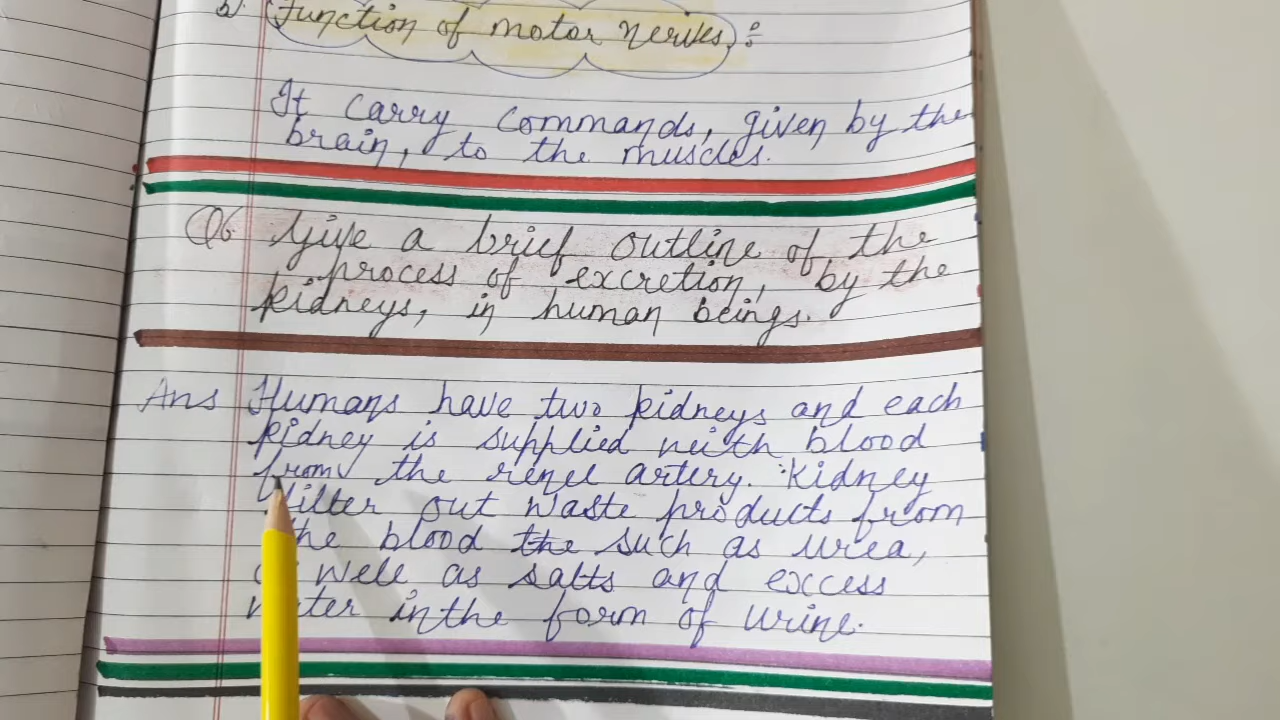 b. Function of motor nerves :
It carry commands, given by the
brain, to the muscles.
Q6 Give a brief outline of the
process of excretion, by the
kidneys, in human beings.
Ans Humans have two kidneys and each
kidney is supplied with blood
from the renel artery. Kidney
filter out waste products from
the blood the such as urea,
well as salts and excess
water in the form of urine.